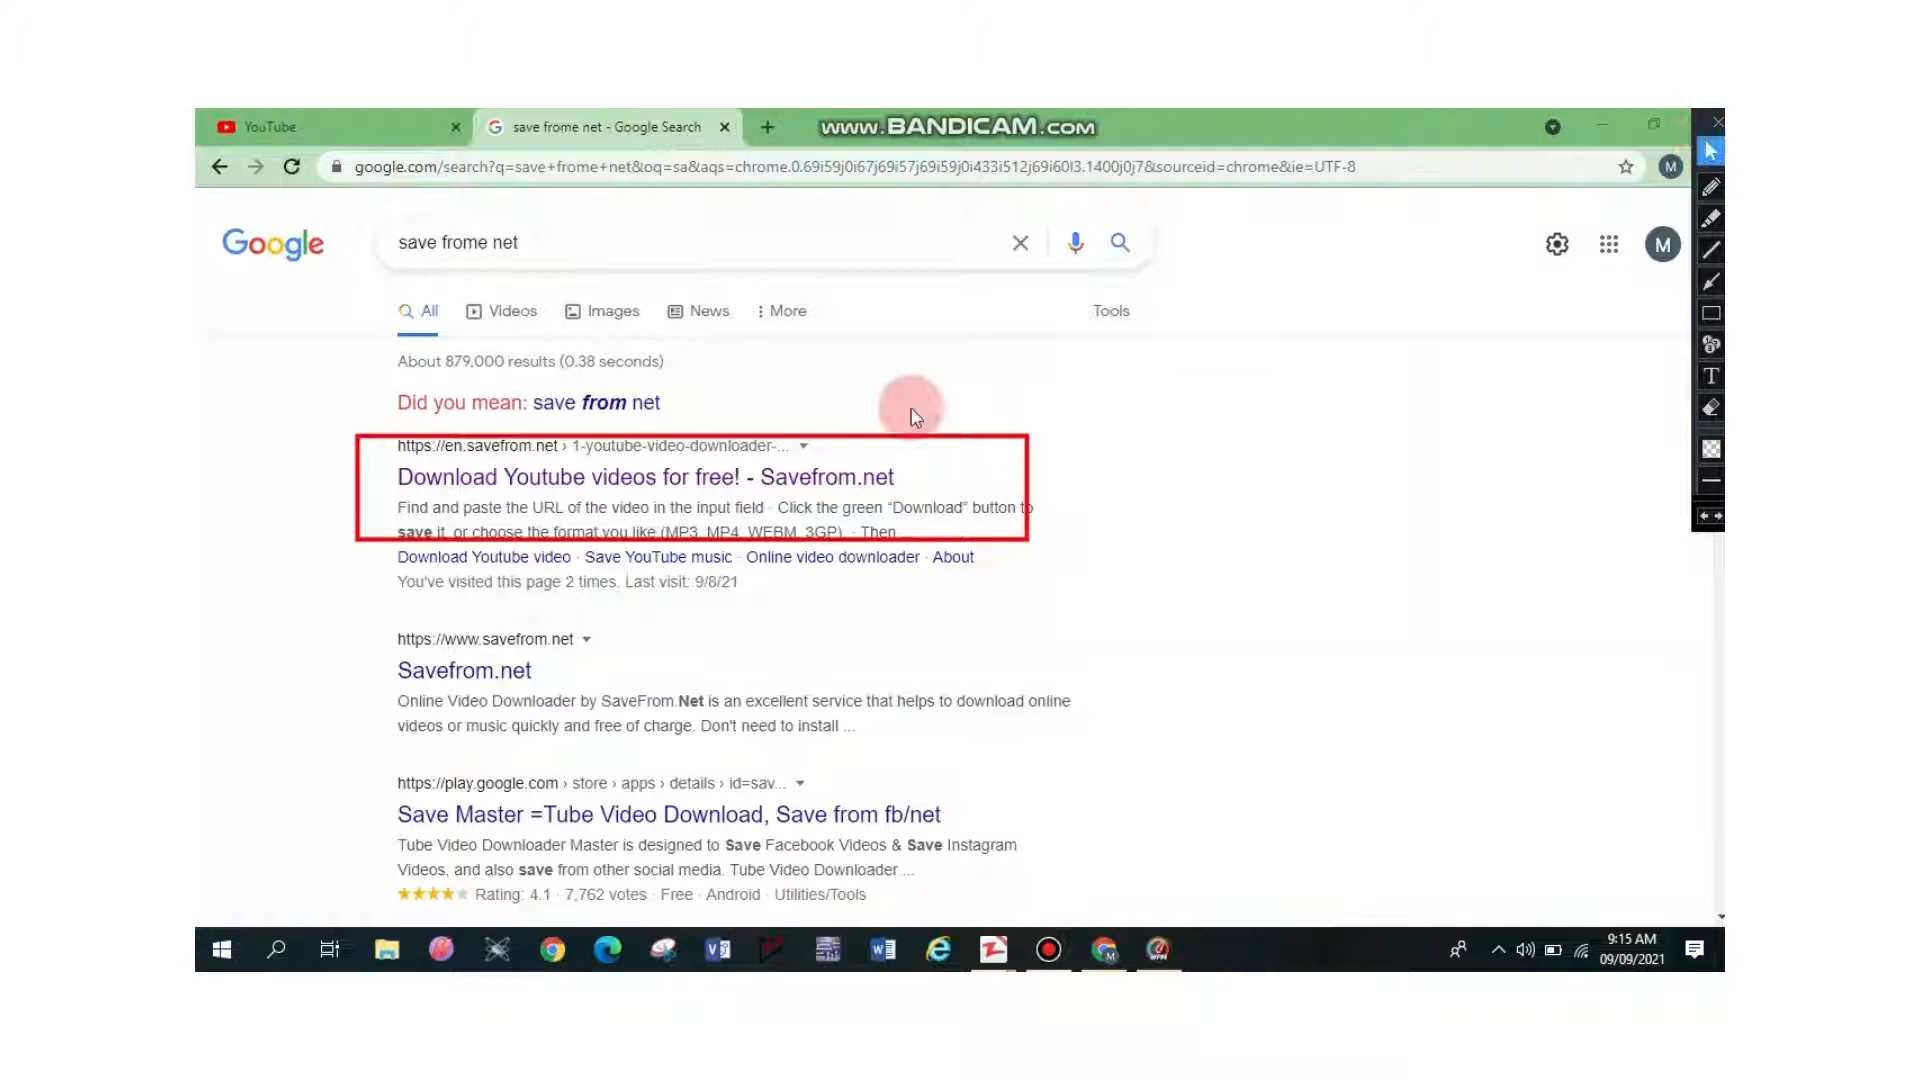 YouTube
save frome net - Google Search
www.BANDICAM.com
google.com/search?q=save+frome+net&oq=sa&aqs=chrome.0.69i59j0i67j69i57j69i59j0i433i512j69i60l3.1400j0j7&sourceid=chrome&ie=UTF-8
M
Google
save frome net
M
All
Videos
Images
News
More
Tools
About 879,000 results (0.38 seconds)
Did you mean: save from net
https://en.savefrom.net › 1-youtube-video-downloader-...
Download Youtube videos for free! - Savefrom.net
Find and paste the URL of the video in the input field · Click the green “Download” button to
save it, or choose the format you like (MP3, MP4, WEBM, 3GP) · Then
Download Youtube video · Save YouTube music · Online video downloader · About
You've visited this page 2 times. Last visit: 9/8/21
https://www.savefrom.net
Savefrom.net
Online Video Downloader by SaveFrom.Net is an excellent service that helps to download online
videos or music quickly and free of charge. Don't need to install ...
https://play.google.com › store › apps › details › id=sav...
Save Master =Tube Video Download, Save from fb/net
Tube Video Downloader Master is designed to Save Facebook Videos & Save Instagram
Videos, and also save from other social media. Tube Video Downloader ...
Rating: 4.1 · 7,762 votes · Free · Android · Utilities/Tools
9:15 AM
09/09/2021